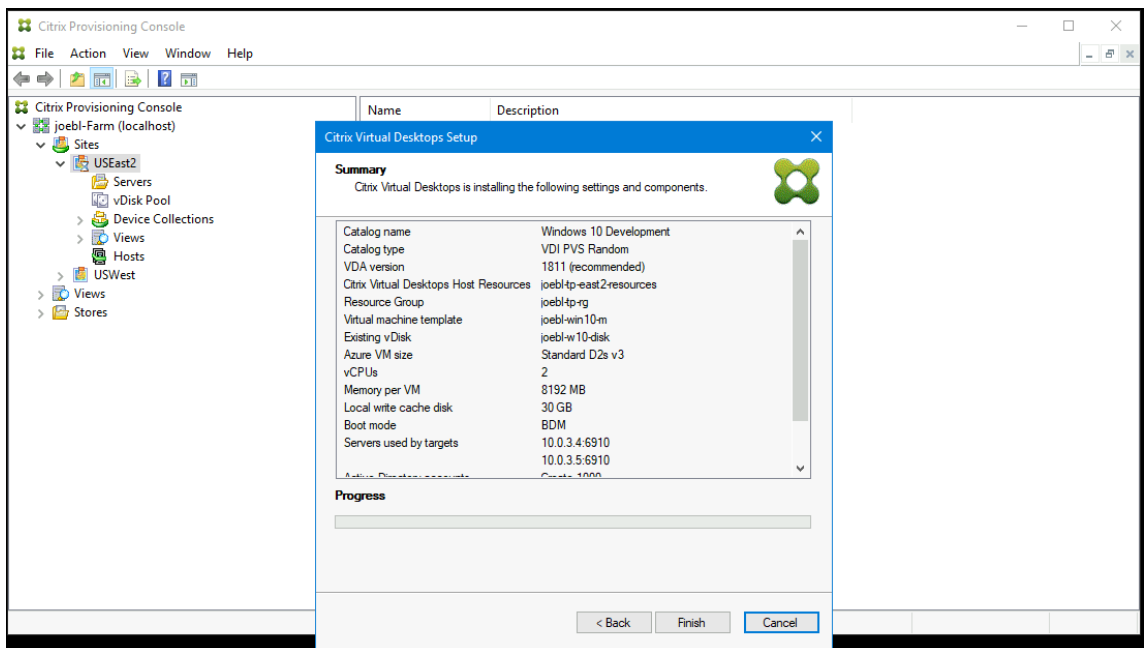 Citrix Provisioning Console
File Action View Window Help
Citrix Provisioning Console
joebl-Farm (localhost)
Sites
USEast2
Servers
vDisk Pool
Device Collections
Views
Hosts
USWest
Views
Stores
Name Description
Citrix Virtual Desktops Setup
Summary
Citrix Virtual Desktops is installing the following settings and components.
Catalog name Windows 10 Development
Catalog type VDI PVS Random
VDA version 1811 (recommended)
Citrix Virtual Desktops Host Resources joebl-tp-east2-resources
Resource Group joebl-tp-rg
Virtual machine template joebl-win10-m
Existing vDisk joebl-w10-disk
Azure VM size Standard D2s v3
vCPUs 2
Memory per VM 8192 MB
Local write cache disk 30 GB
Boot mode BDM
Servers used by targets 10.0.3.4:6910
10.0.3.5:6910
Active Directory accounts Create 1000
Progress
< Back Finish Cancel